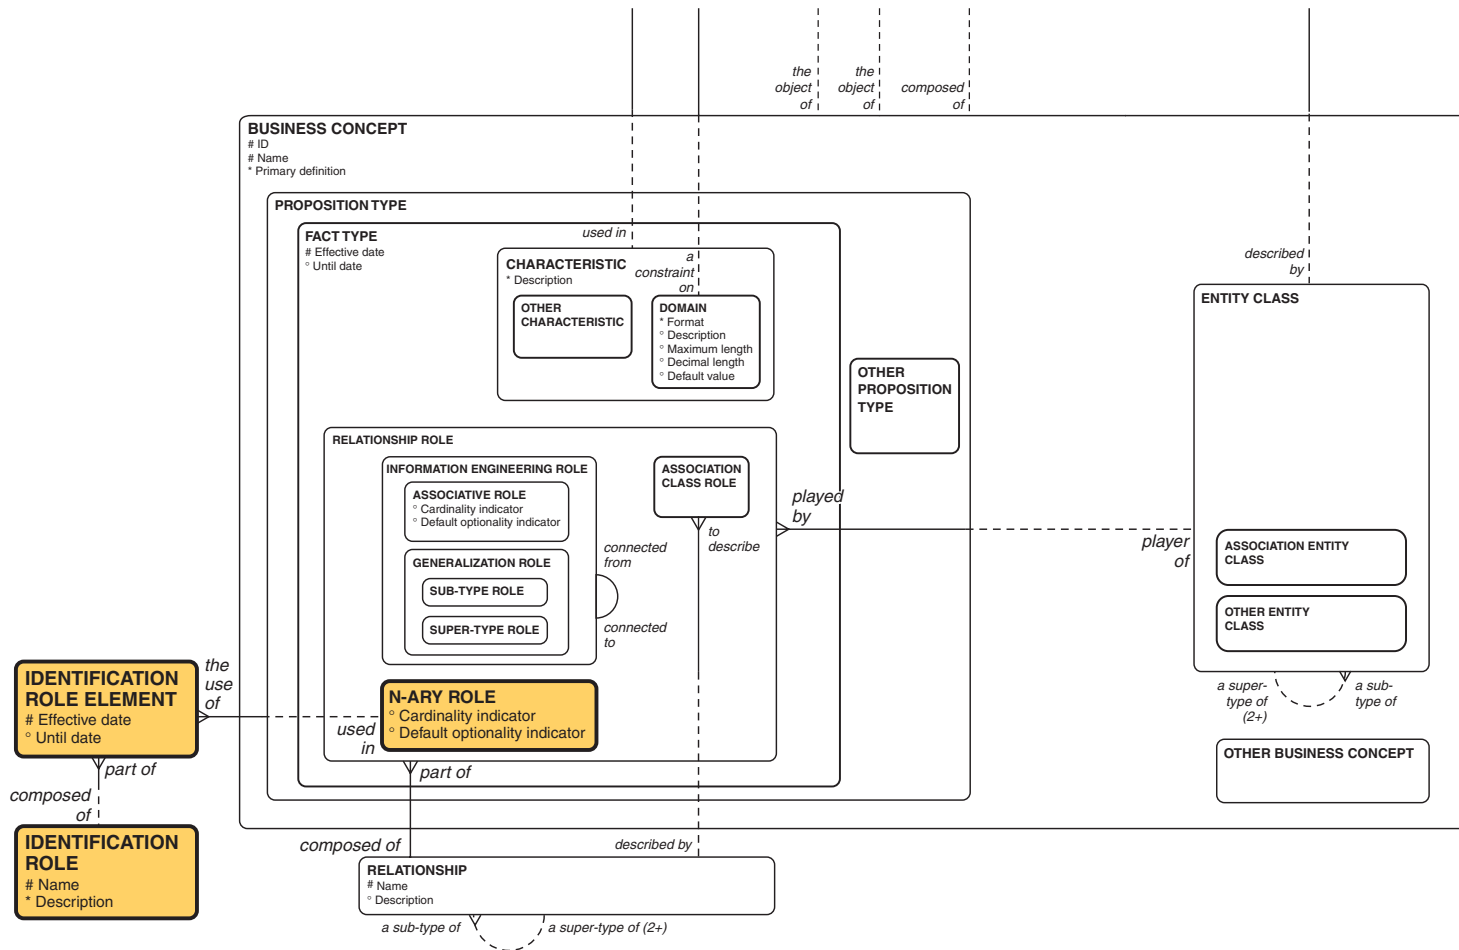 the
object
of
the
object
of
composed
of
BUSINESS CONCEPT
# ID
# Name
* Primary definition
PROPOSITION TYPE
FACT TYPE
# Effective date
° Until date
used in
CHARACTERISTIC
* Description
a
constraint
on
OTHER
CHARACTERISTIC
DOMAIN
* Format
° Description
° Maximum length
° Decimal length
° Default value
described
by
ENTITY CLASS
OTHER
PROPOSITION
TYPE
RELATIONSHIP ROLE
INFORMATION ENGINEERING ROLE
ASSOCIATIVE ROLE
° Cardinality indicator
° Default optionality indicator
GENERALIZATION ROLE
SUB-TYPE ROLE
SUPER-TYPE ROLE
connected
from
connected
to
ASSOCIATION
CLASS ROLE
to
describe
played
by
player
of
ASSOCIATION ENTITY
CLASS
OTHER ENTITY
CLASS
a super-
type of
(2+)
a sub-
type of
OTHER BUSINESS CONCEPT
IDENTIFICATION
ROLE ELEMENT
# Effective date
° Until date
the
use
of
used
in
N-ARY ROLE
° Cardinality indicator
° Default optionality indicator
part of
composed
of
part of
IDENTIFICATION
ROLE
# Name
* Description
composed of
described by
RELATIONSHIP
# Name
° Description
a sub-type of
a super-type of (2+)